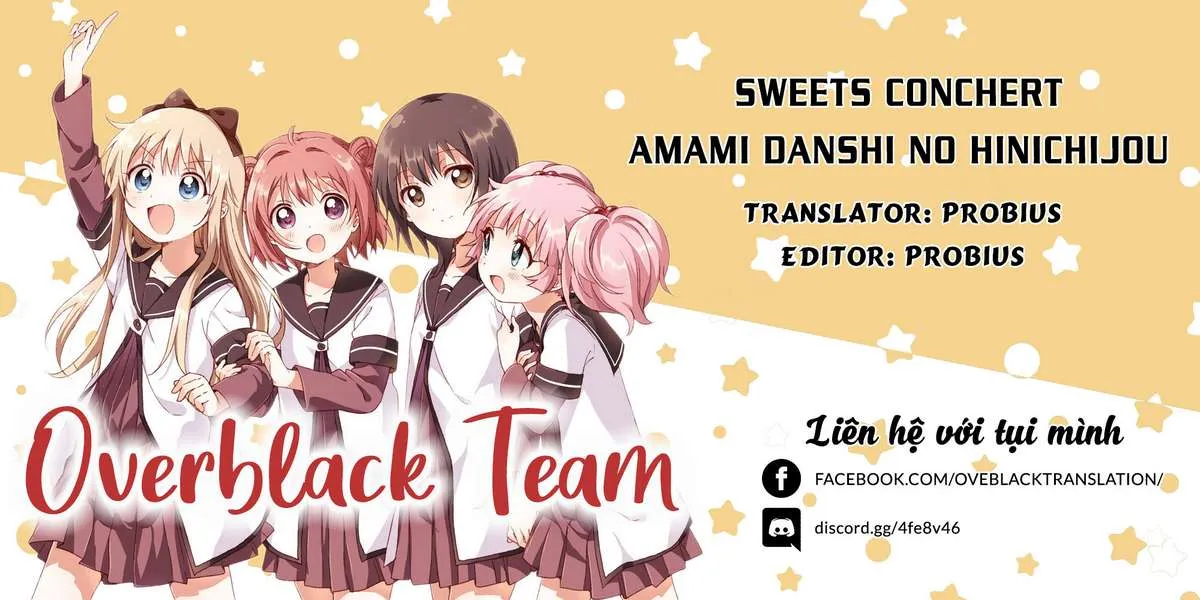 SWEETS CONCHERT
AMAMI DANSHI NO HINICHIJOU
TRANSLATOR: PROBIUS
EDITOR: PROBIUS
Overblack Team
Liên hệ với tụi mình
FACEBOOK.COM/OVEBLACKTRANSLATION/
discord.gg/4fe8v46